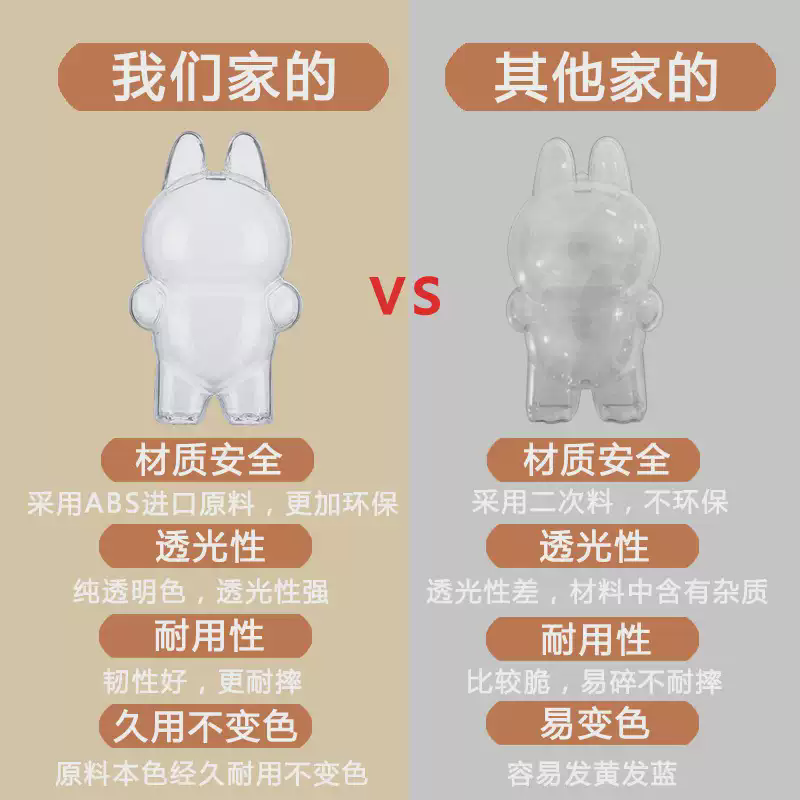 我们家的
其他家的
VS
材质安全
采用ABS进口原料，更加环保
透光性
纯透明色，透光性强
耐用性
韧性好，更耐摔
久用不变色
原料本色经久耐用不变色
材质安全
采用二次料，不环保
透光性
透光性差，材料中含有杂质
耐用性
比较脆，易碎不耐摔
易变色
容易发黄发蓝